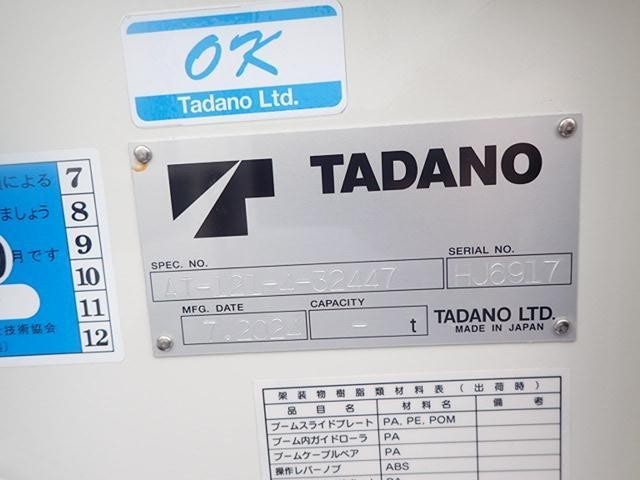 OK
Tadano Ltd.
TADANO
SPEC. NO.
AT-121-4-32447
SERIAL NO.
HJ6917
MFG. DATE
7.2024
CAPACITY
- t
TADANO LTD.
MADE IN JAPAN
による
7
ましょう
8
9
月です
10
11
技術協会
12
架装物樹脂類材料表(出荷時)
品目 材料名 備考
ブームスライドプレート PA, PE, POM
ブーム内ガイドローラ PA
ブームケーブルベア PA
操作レバーノブ ABS